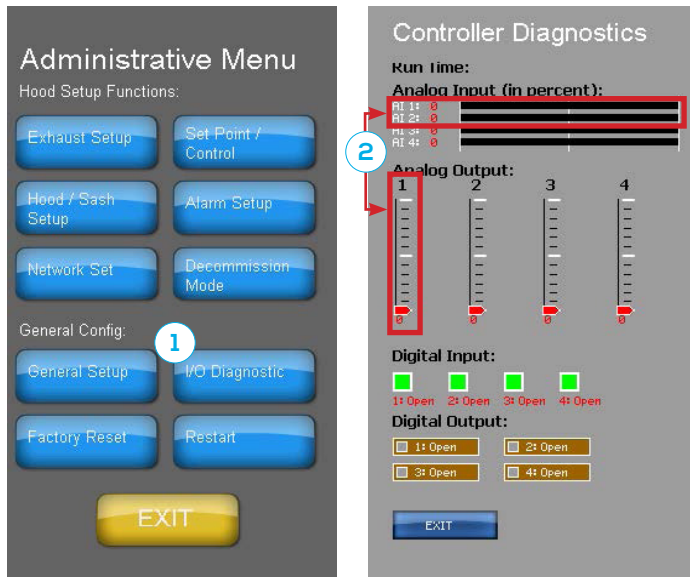 Administrative Menu
Hood Setup Functions:
Exhaust Setup
Set Point /
Control
Hood / Sash
Setup
Alarm Setup
Network Set
Decommission
Mode
General Config:
1
General Setup
I/O Diagnostic
Factory Reset
Restart
EXIT
Controller Diagnostics
Run Time:
Analog Input (in percent):
AI 1: 0
AI 2: 0
AI 3: 0
AI 4: 0
2
Analog Output:
1 2 3 4
0 0 0 0
Digital Input:
1: Open 2: Open 3: Open 4: Open
Digital Output:
1: Open 2: Open
3: Open 4: Open
EXIT